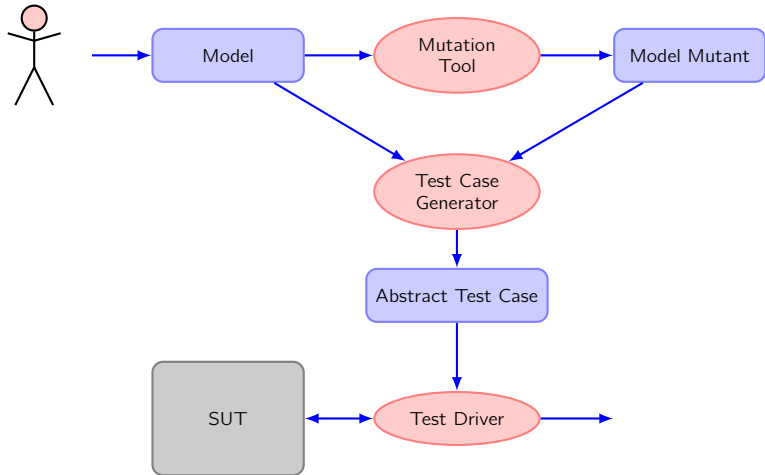 Model
Mutation
Tool
Model Mutant
Test Case
Generator
Abstract Test Case
SUT
Test Driver